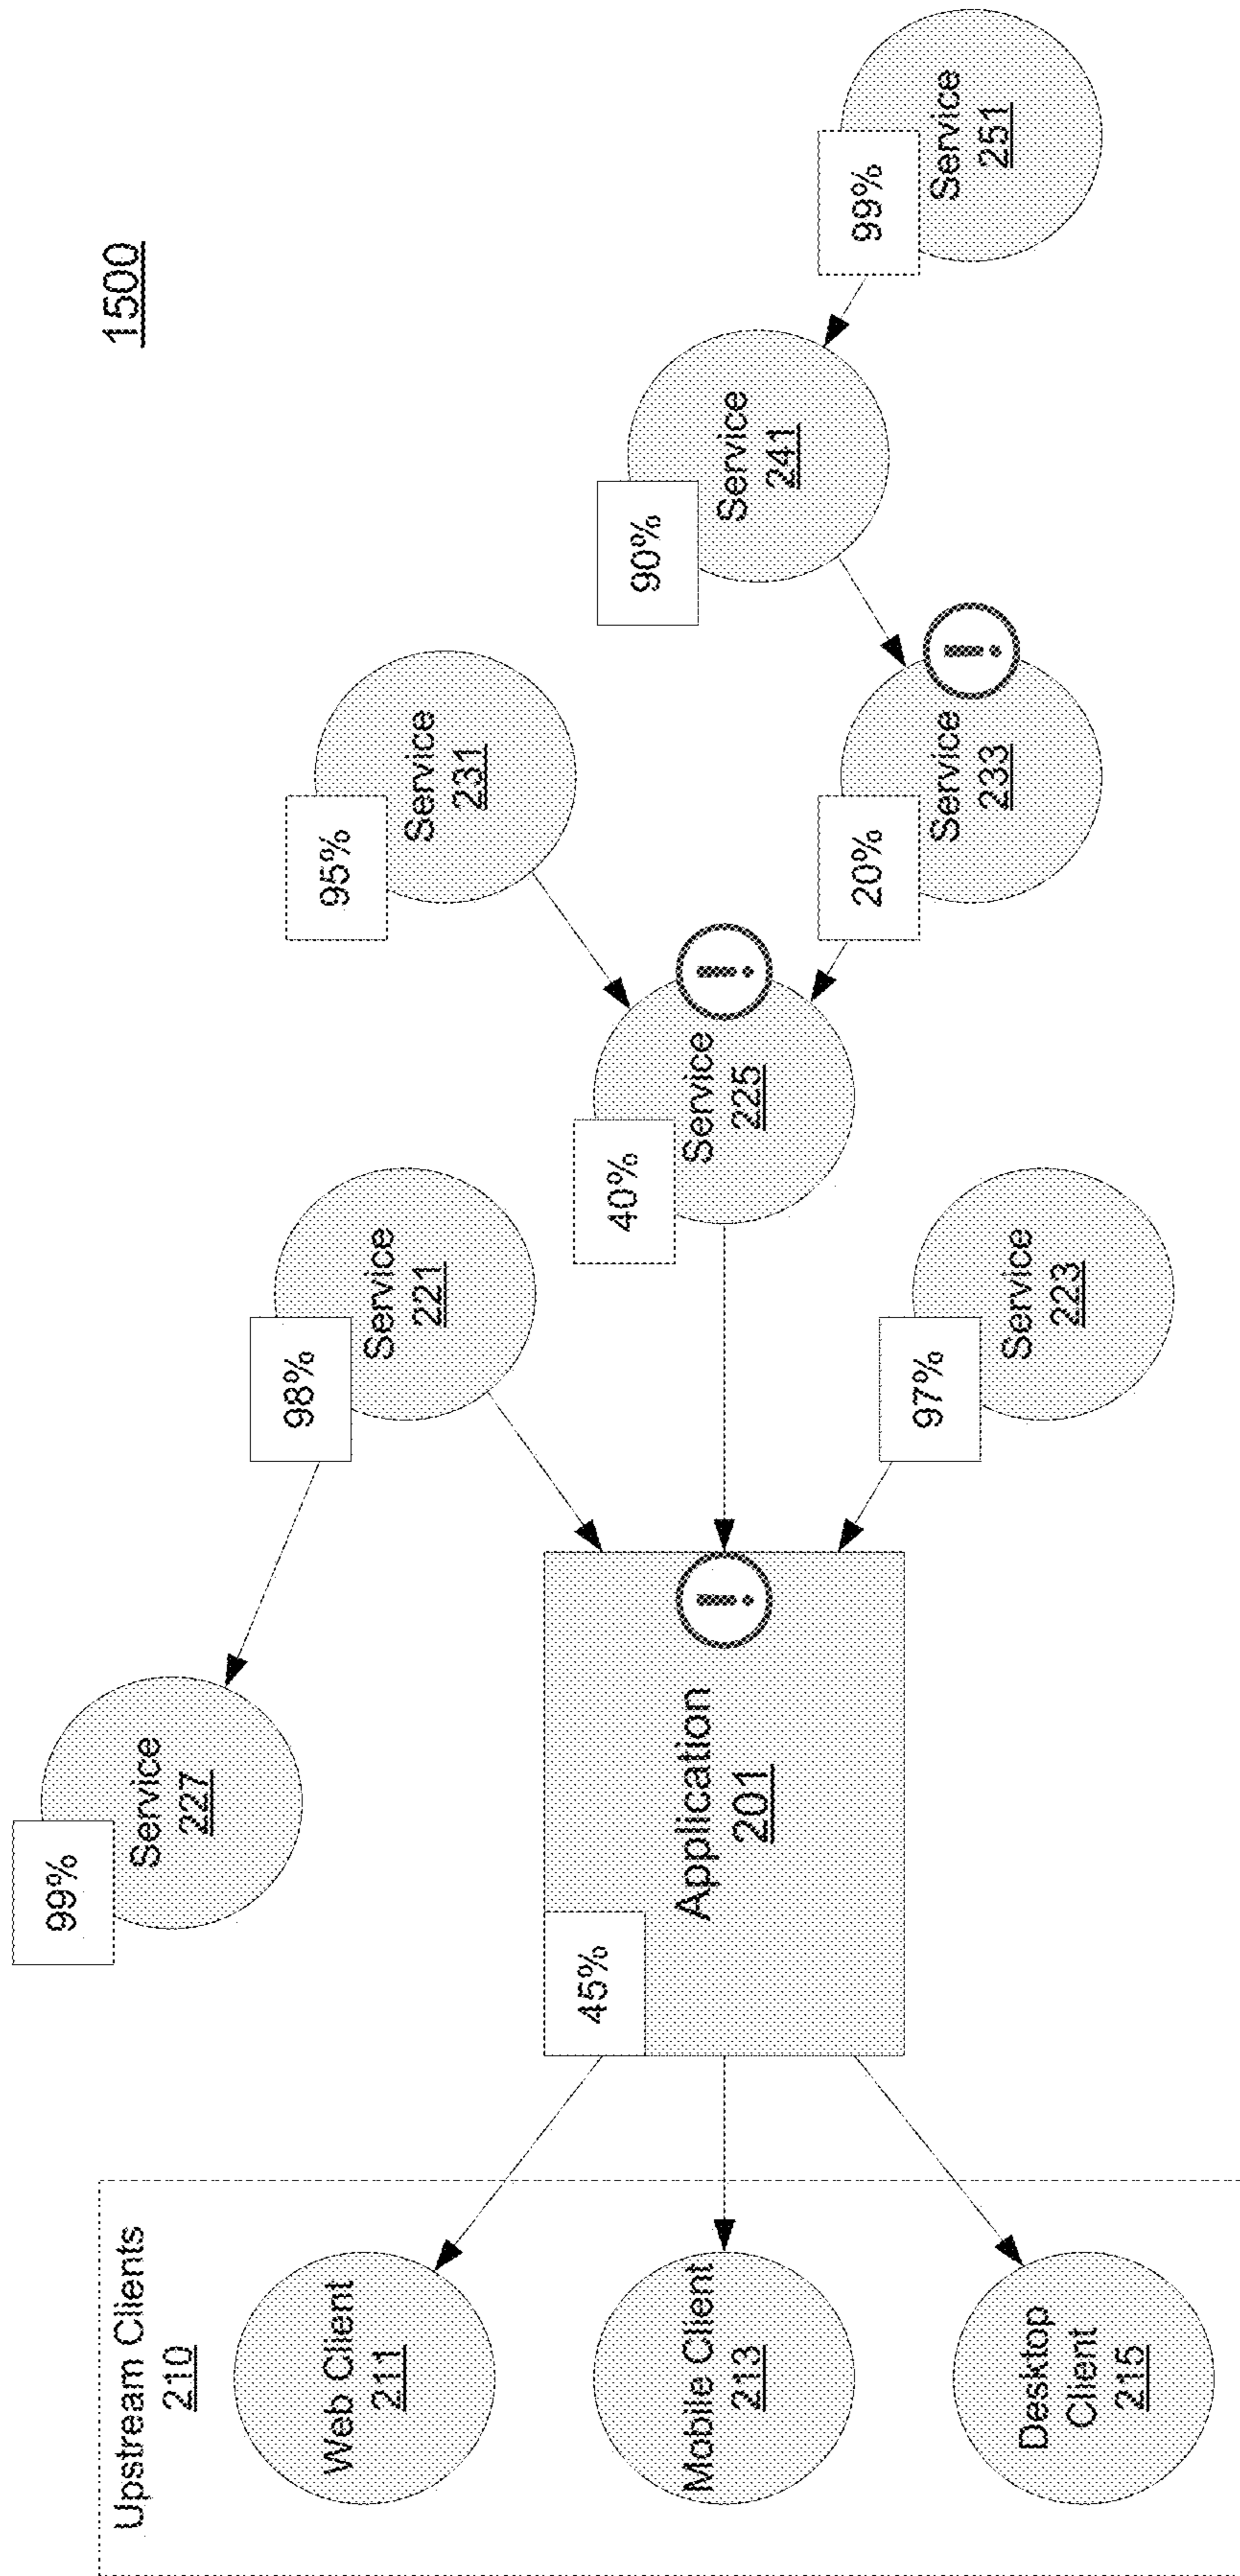 1500
Upstream Clients
210
Web Client
211
Mobile Client
213
Desktop
Client
215
99%
Service
227
45%
Application
201
i
98%
Service
221
97%
Service
223
40%
Service
225
i
95%
Service
231
20%
Service
233
i
90%
Service
241
99%
Service
251